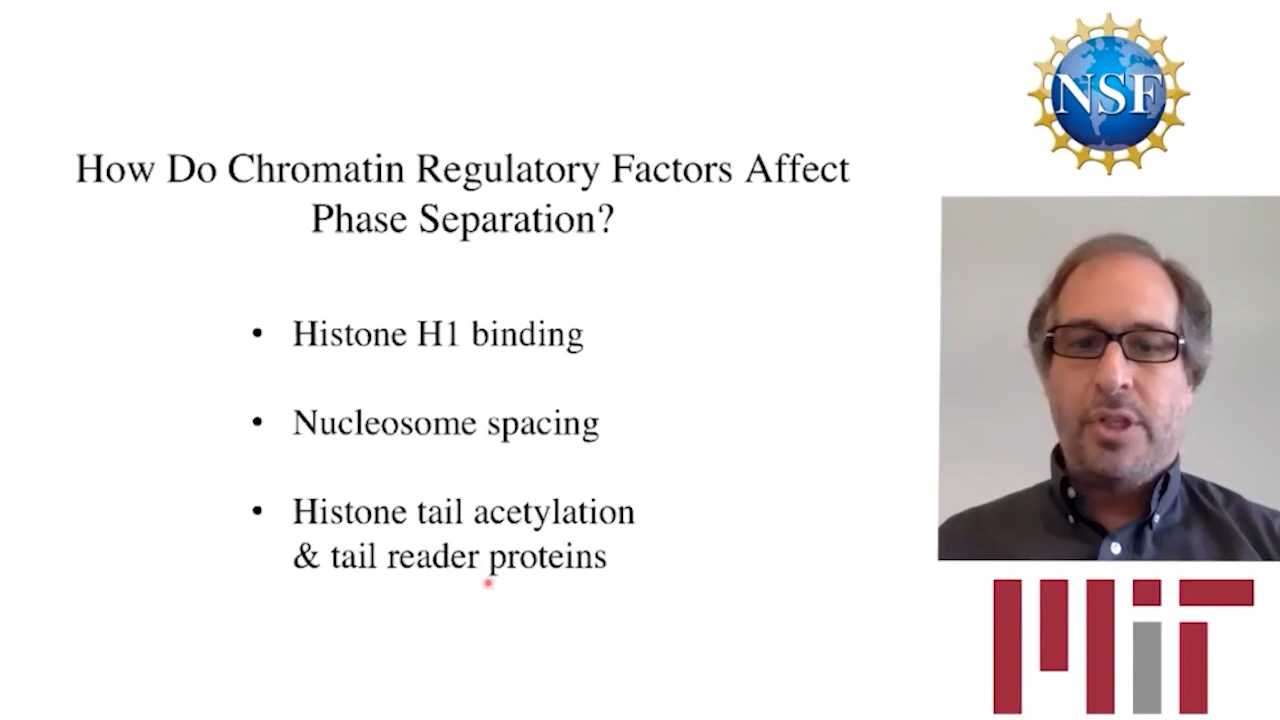 How Do Chromatin Regulatory Factors Affect
Phase Separation?
• Histone H1 binding
• Nucleosome spacing
• Histone tail acetylation
& tail reader proteins
NSF
MIT